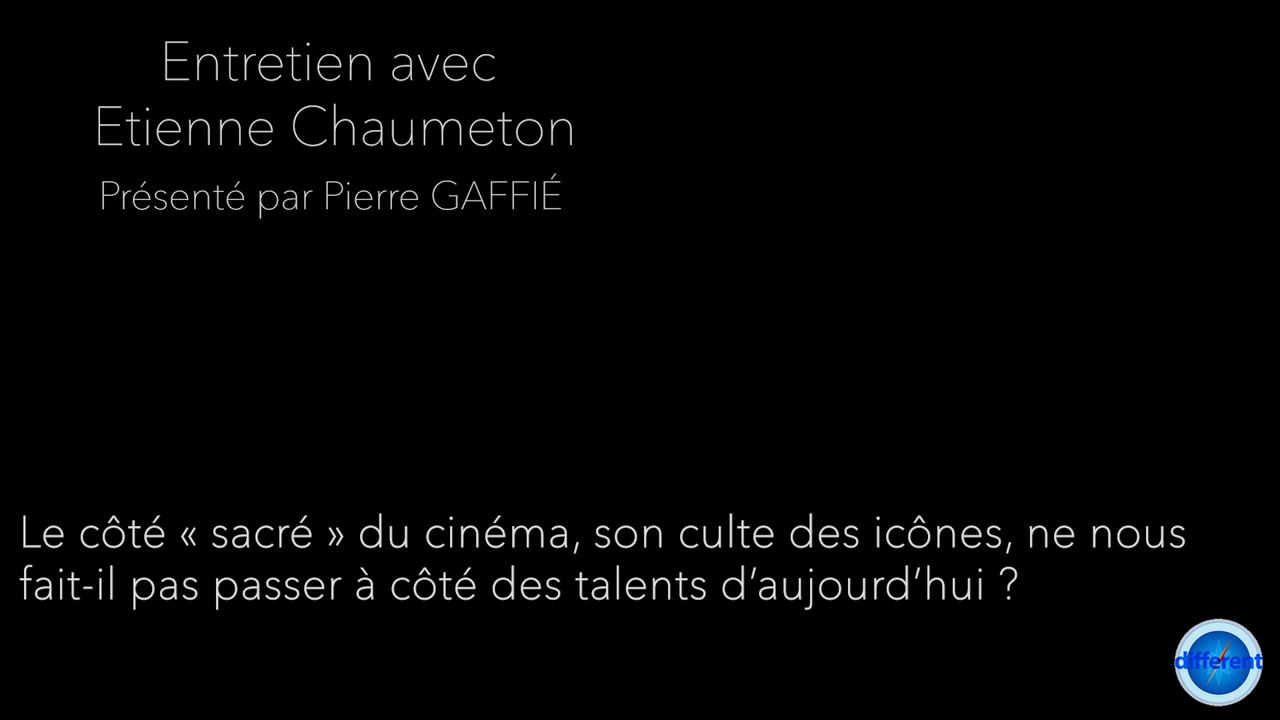 Entretien avec
Etienne Chaumeton
Présenté par Pierre GAFFIÉ
Le côté « sacré » du cinéma, son culte des icônes, ne nous
fait-il pas passer à côté des talents d’aujourd’hui ?
different